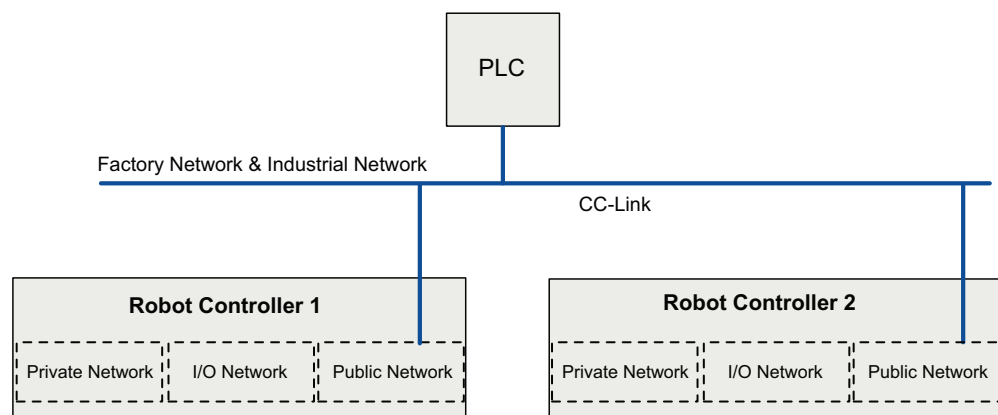 PLC
Factory Network & Industrial Network
CC-Link
Robot Controller 1
Private Network
I/O Network
Public Network
Robot Controller 2
Private Network
I/O Network
Public Network